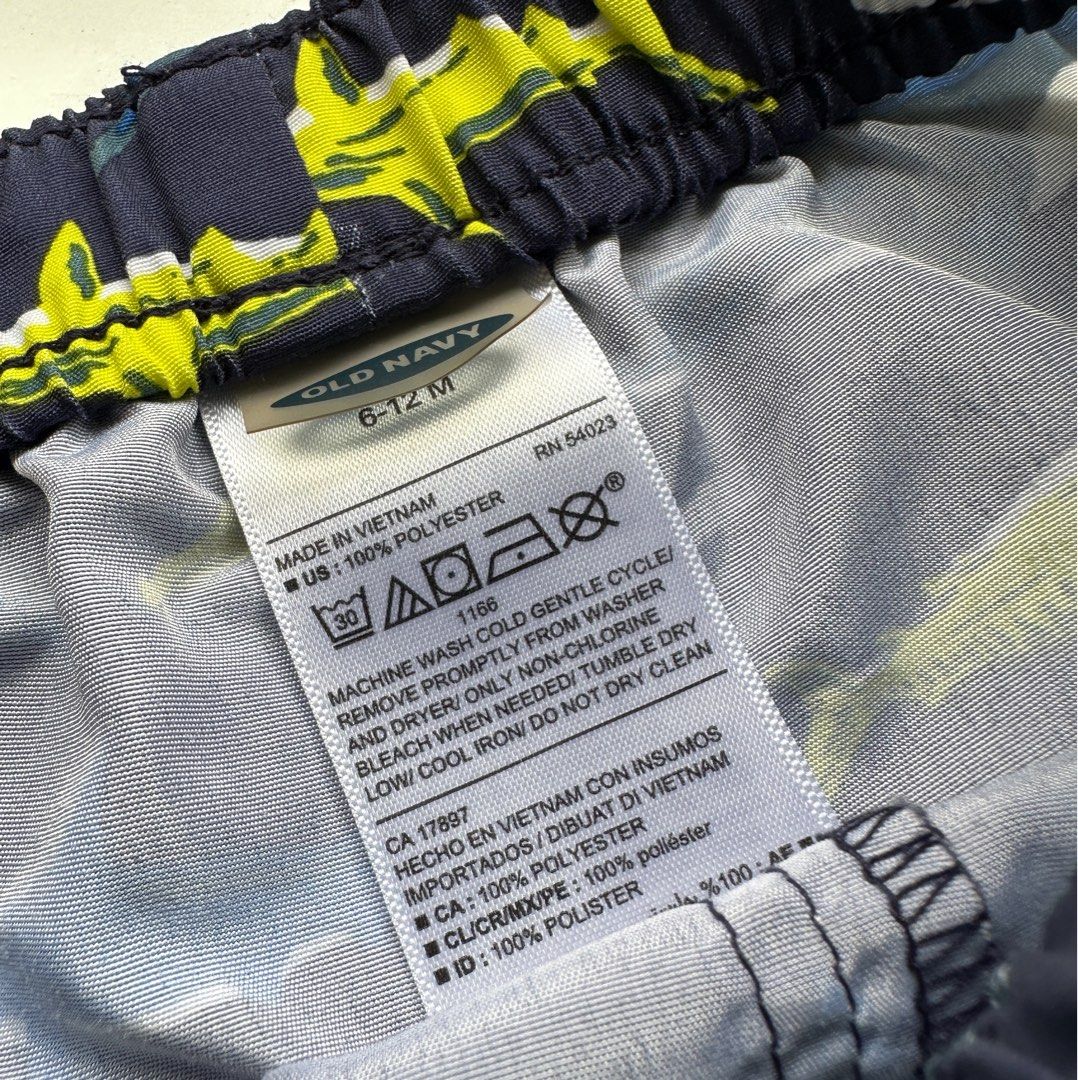 OLD NAVY
6-12 M
RN 54023
MADE IN VIETNAM
■ US : 100% POLYESTER
30
®
1166
MACHINE WASH COLD GENTLE CYCLE/
REMOVE PROMPTLY FROM WASHER
AND DRYER/ ONLY NON-CHLORINE
BLEACH WHEN NEEDED/ TUMBLE DRY
LOW/ COOL IRON/ DO NOT DRY CLEAN
CA 17897
HECHO EN VIETNAM CON INSUMOS
IMPORTADOS / DIBUAT DI VIETNAM
■ CA : 100% POLYESTER
■ CL/CR/MX/PE : 100% poliéster
■ ID : 100% POLISTER
%100 : AE ■